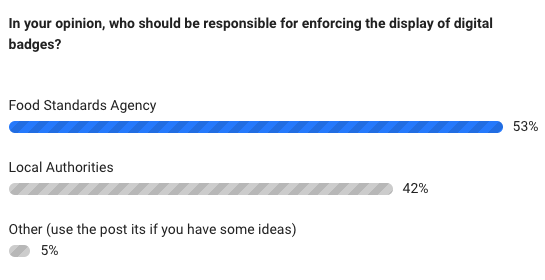 In your opinion, who should be responsible for enforcing the display of digital
badges?
Food Standards Agency
53%
Local Authorities
42%
Other (use the post its if you have some ideas)
5%